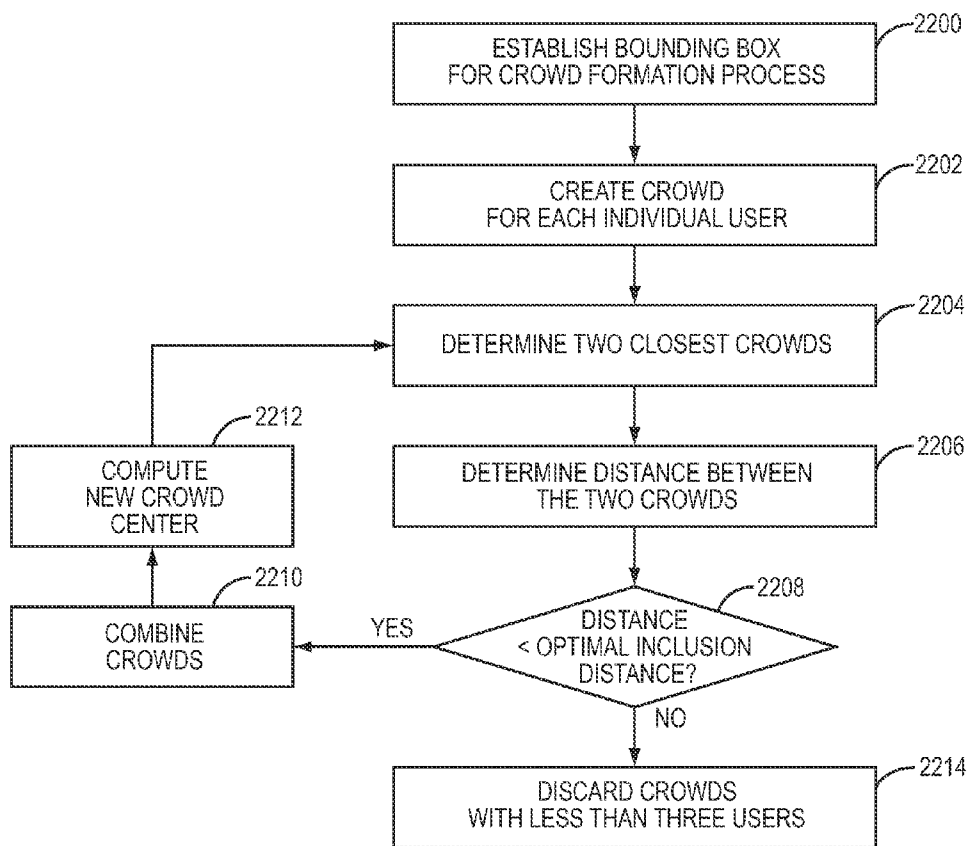 2200
ESTABLISH BOUNDING BOX
FOR CROWD FORMATION PROCESS
2202
CREATE CROWD
FOR EACH INDIVIDUAL USER
2204
DETERMINE TWO CLOSEST CROWDS
2212
COMPUTE
NEW CROWD
CENTER
2206
DETERMINE DISTANCE BETWEEN
THE TWO CROWDS
2210
COMBINE
CROWDS
YES
2208
DISTANCE
< OPTIMAL INCLUSION
DISTANCE?
NO
2214
DISCARD CROWDS
WITH LESS THAN THREE USERS